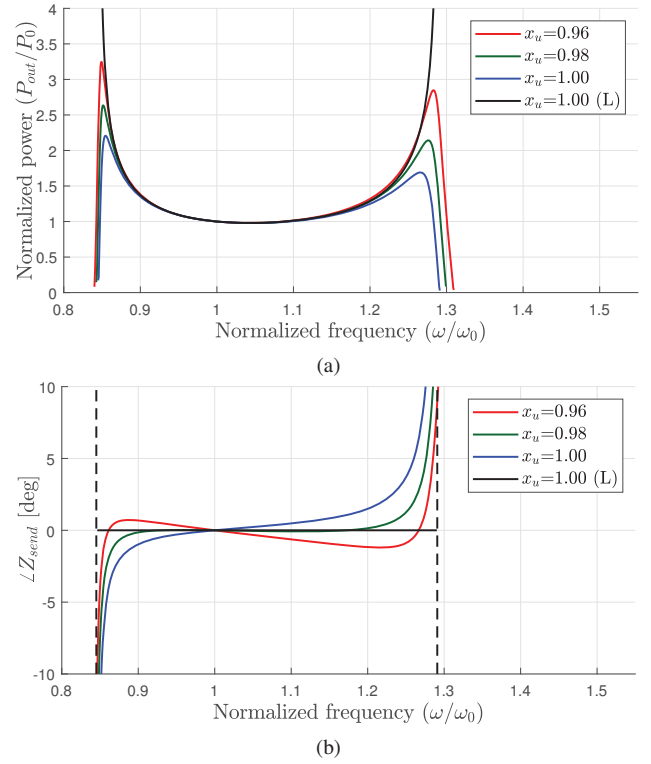 4
3.5
3
2.5
2
1.5
1
0.5
0
Normalized power (P_out/P_0)
x_u=0.96
x_u=0.98
x_u=1.00
x_u=1.00 (L)
0.8 0.9 1 1.1 1.2 1.3 1.4 1.5
Normalized frequency (ω/ω_0)
(a)
10
5
0
-5
-10
∠Z_send [deg]
x_u=0.96
x_u=0.98
x_u=1.00
x_u=1.00 (L)
0.8 0.9 1 1.1 1.2 1.3 1.4 1.5
Normalized frequency (ω/ω_0)
(b)